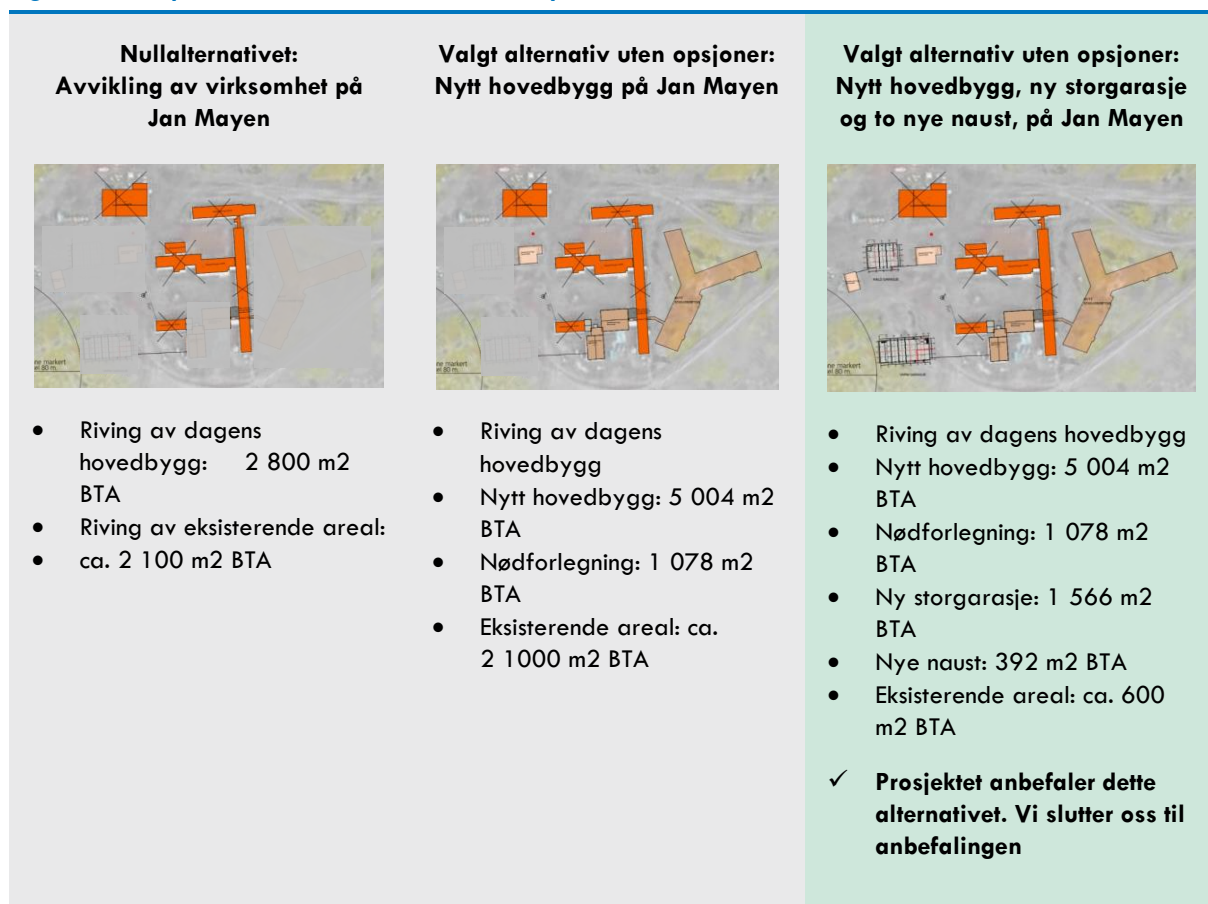 Nullalternativet:
Avvikling av virksomhet på
Jan Mayen
• Riving av dagens
hovedbygg: 2 800 m2
BTA
• Riving av eksisterende areal:
• ca. 2 100 m2 BTA
Valgt alternativ uten opsjoner:
Nytt hovedbygg på Jan Mayen
• Riving av dagens
hovedbygg
• Nytt hovedbygg: 5 004 m2
BTA
• Nødforlegning: 1 078 m2
BTA
• Eksisterende areal: ca.
2 1000 m2 BTA
Valgt alternativ uten opsjoner:
Nytt hovedbygg, ny storgarasje
og to nye naust, på Jan Mayen
• Riving av dagens hovedbygg
• Nytt hovedbygg: 5 004 m2
BTA
• Nødforlegning: 1 078 m2
BTA
• Ny storgarasje: 1 566 m2
BTA
• Nye naust: 392 m2 BTA
• Eksisterende areal: ca. 600
m2 BTA
✓ Prosjektet anbefaler dette
alternativet. Vi slutter oss til
anbefalingen